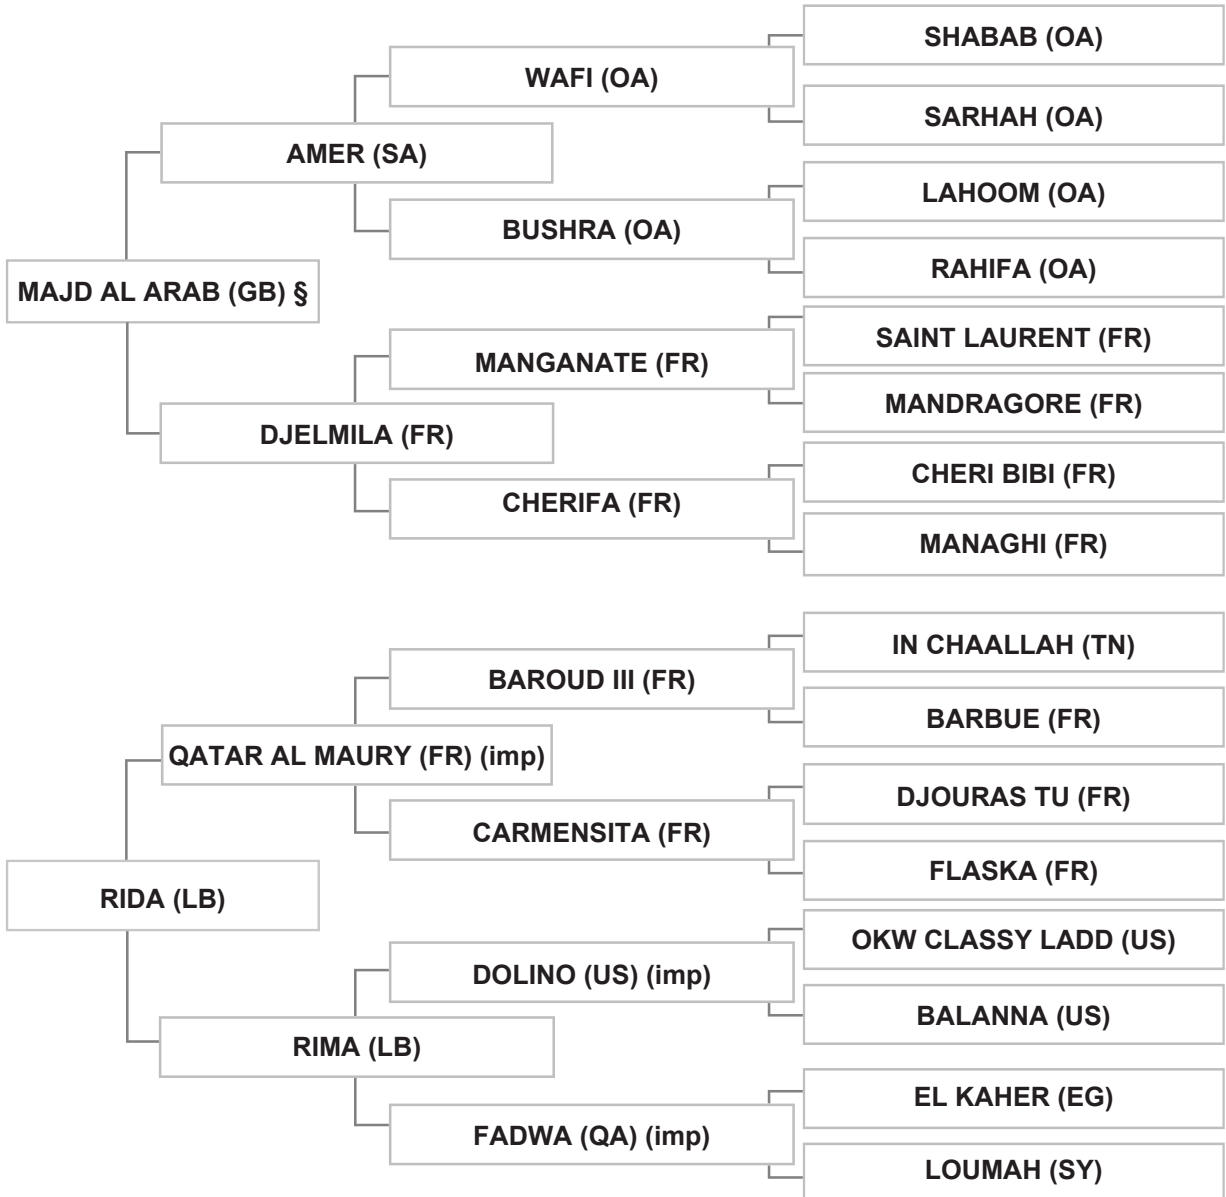 SHABAB (OA)
WAFI (OA)
SARHAH (OA)
AMER (SA)
LAHOOM (OA)
BUSHRA (OA)
RAHIFA (OA)
MAJD AL ARAB (GB) §
SAINT LAURENT (FR)
MANGANATE (FR)
MANDRAGORE (FR)
DJELMILA (FR)
CHERI BIBI (FR)
CHERIFA (FR)
MANAGHI (FR)
IN CHAALLAH (TN)
BAROUD III (FR)
BARBUE (FR)
QATAR AL MAURY (FR) (imp)
DJOURAS TU (FR)
CARMENSITA (FR)
FLASKA (FR)
RIDA (LB)
OKW CLASSY LADD (US)
DOLINO (US) (imp)
BALANNA (US)
RIMA (LB)
EL KAHER (EG)
FADWA (QA) (imp)
LOUMAH (SY)